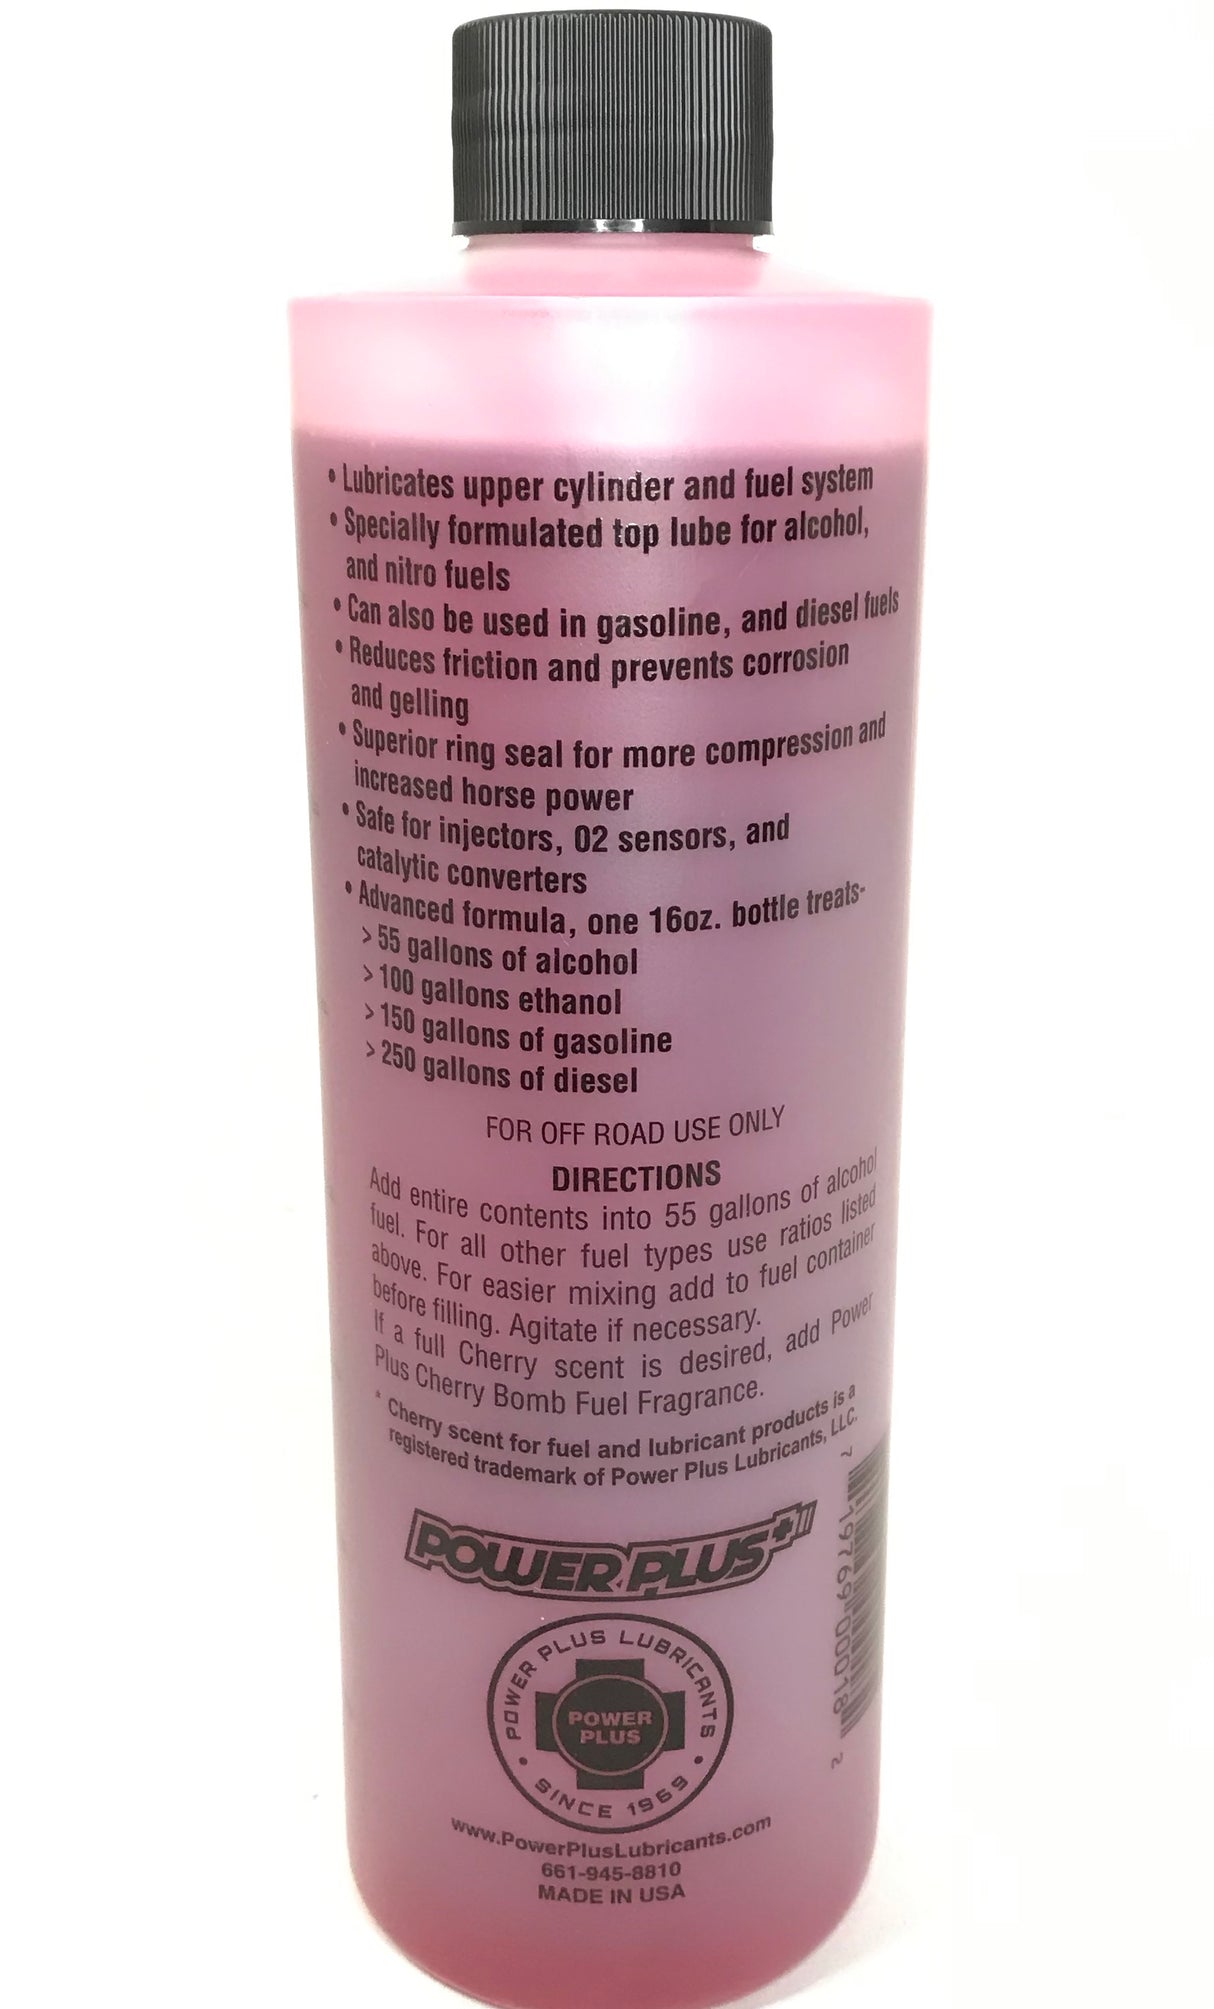 • Lubricates upper cylinder and fuel system
• Specially formulated top lube for alcohol,
and nitro fuels
• Can also be used in gasoline, and diesel fuels
• Reduces friction and prevents corrosion
and gelling
• Superior ring seal for more compression and
increased horse power
• Safe for injectors, 02 sensors, and
catalytic converters
• Advanced formula, one 16oz. bottle treats-
> 55 gallons of alcohol
> 100 gallons ethanol
> 150 gallons of gasoline
> 250 gallons of diesel
FOR OFF ROAD USE ONLY
DIRECTIONS
Add entire contents into 55 gallons of alcohol
fuel. For all other fuel types use ratios listed
above. For easier mixing add to fuel container
before filling. Agitate if necessary.
If a full Cherry scent is desired, add Power
Plus Cherry Bomb Fuel Fragrance.
* Cherry scent for fuel and lubricant products is a
registered trademark of Power Plus Lubricants, LLC.
7 19769 00018 2
POWER PLUS+
POWER PLUS LUBRICANTS
POWER
PLUS
• SINCE 1969 •
www.PowerPlusLubricants.com
661-945-8810
MADE IN USA